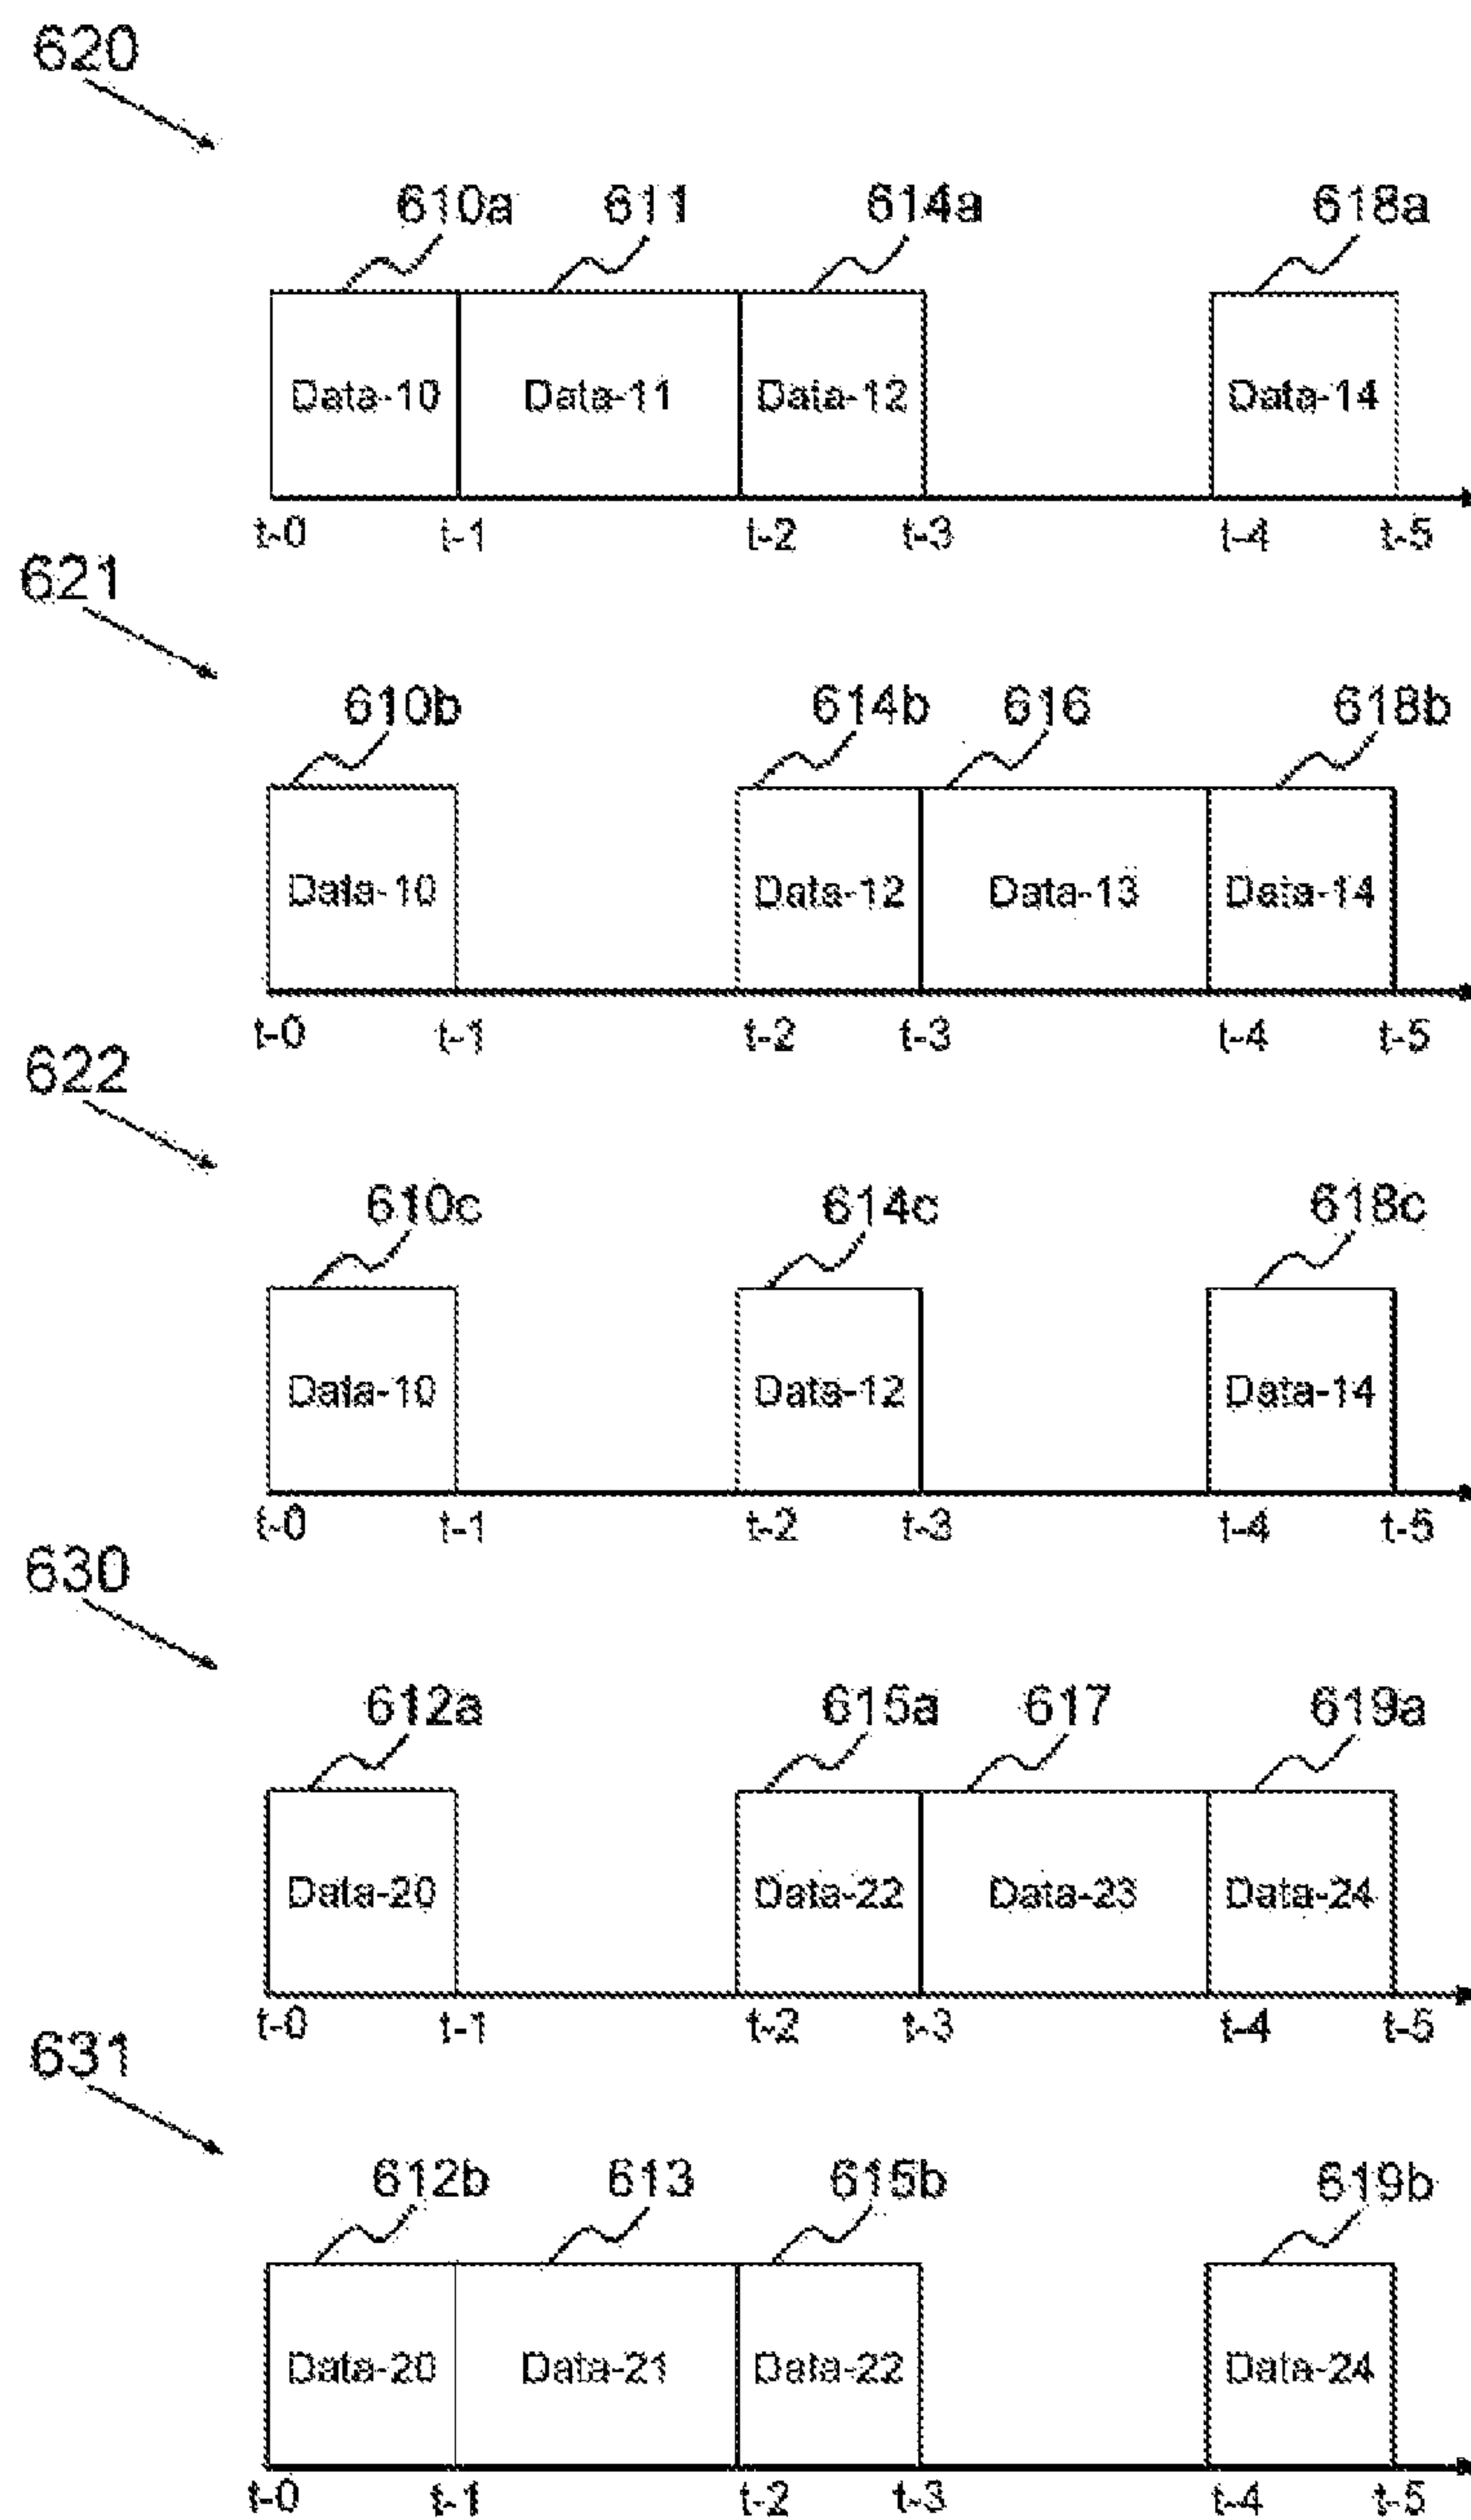 620
610a 611 614a 618a
Data-10 Data-11 Data-12 Data-14
t-0 t-1 t-2 t-3 t-4 t-5
621
610b 614b 616 618b
Data-10 Data-12 Data-13 Data-14
t-0 t-1 t-2 t-3 t-4 t-5
622
610c 614c 618c
Data-10 Data-12 Data-14
t-0 t-1 t-2 t-3 t-4 t-5
630
612a 615a 617 619a
Data-20 Data-22 Data-23 Data-24
t-0 t-1 t-2 t-3 t-4 t-5
631
612b 613 615b 619b
Data-20 Data-21 Data-22 Data-24
t-0 t-1 t-2 t-3 t-4 t-5